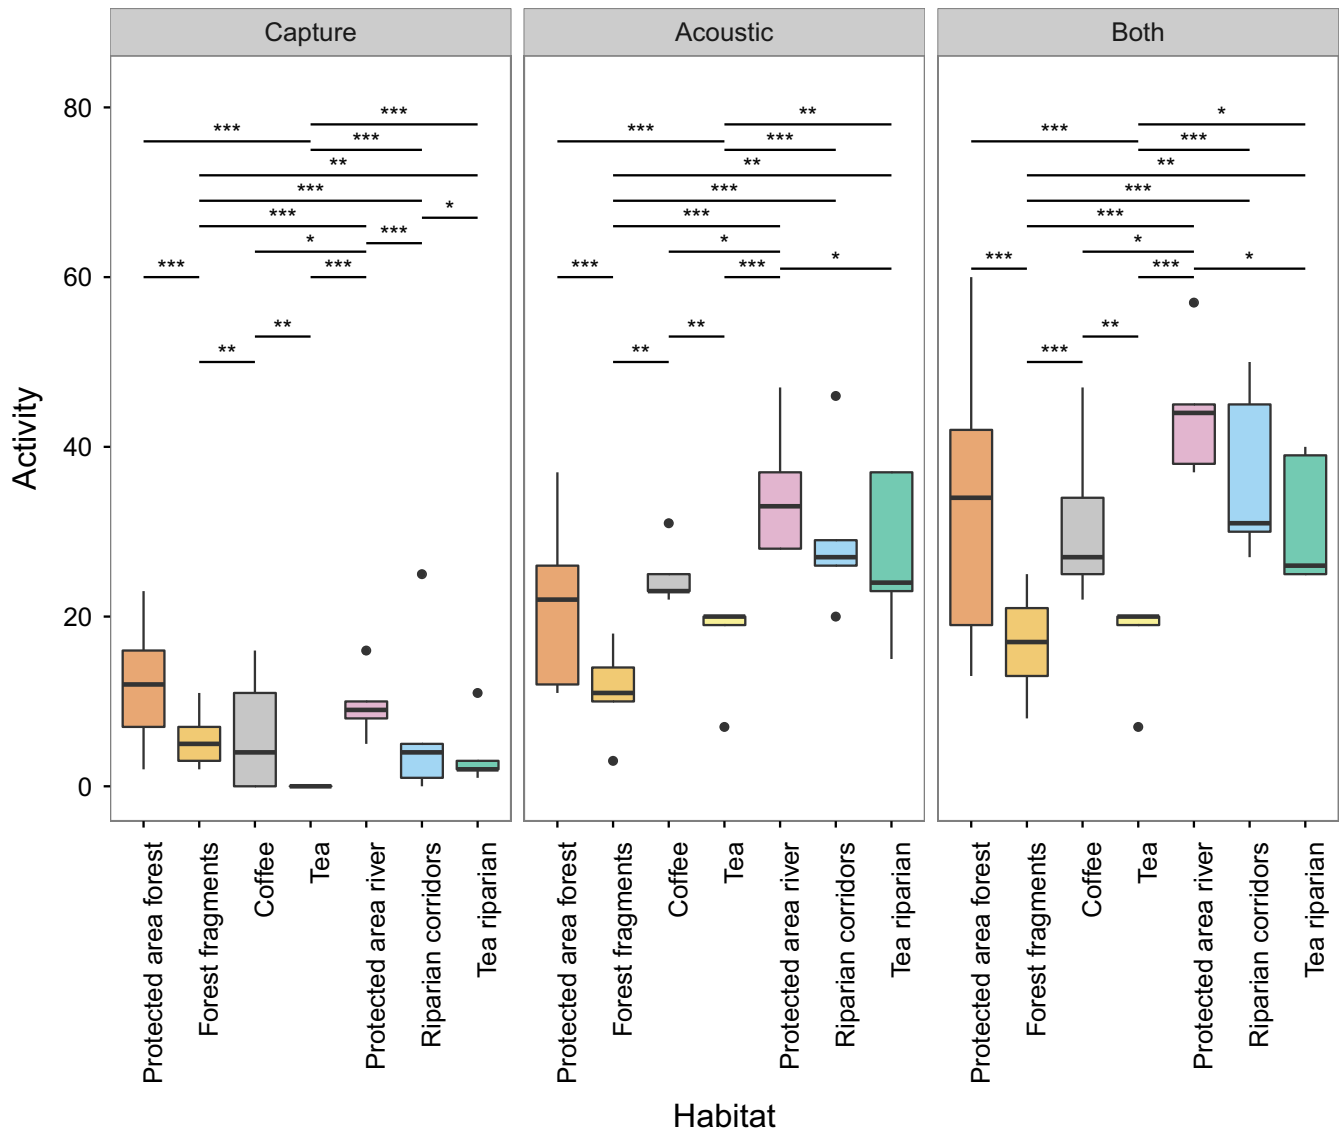 Capture Acoustic Both
80
*** ** *
*** *** ***
*** *** ***
** ** **
*** *** ***
*
*** *** ***
***
* * *
*** *** *** * *** *
60
*** *** ***
** ** **
** ** ***
40
20
0
Activity
Protected area forest
Forest fragments
Coffee
Tea
Protected area river
Riparian corridors
Tea riparian
Protected area forest
Forest fragments
Coffee
Tea
Protected area river
Riparian corridors
Tea riparian
Protected area forest
Forest fragments
Coffee
Tea
Protected area river
Riparian corridors
Tea riparian
Habitat